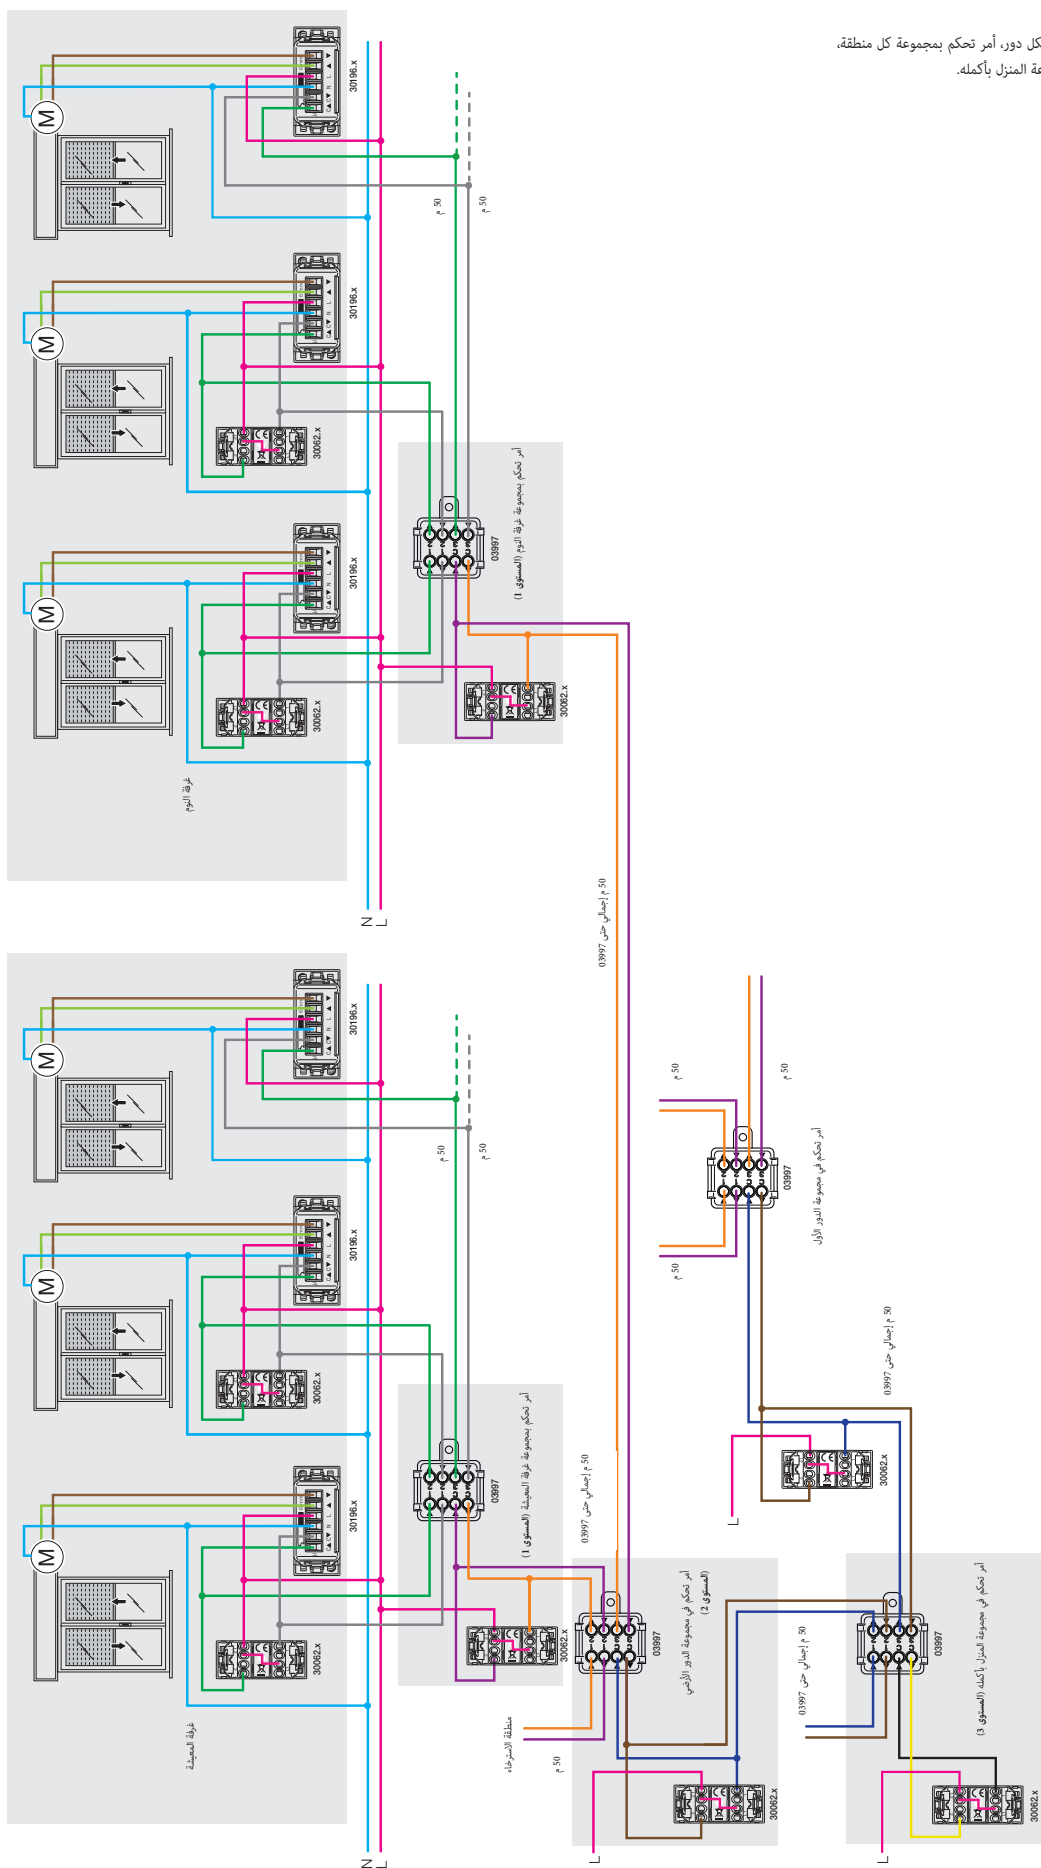 كل دور، أمر تحكم بمجموعة كل منطقة،
عة المنزل بأكمله.
M
30196.x
50 م
50 م
M
30196.x
30062.x
أمر تحكم بمجموعة غرفة النوم (المستوى 1)
03997
M
30196.x
30062.x
30062.x
غرفة النوم
N
L
50 م إجمالي حتى 03997
M
30196.x
50 م
50 م
50 م
50 م
M
30196.x
30062.x
03997
أمر تحكم في مجموعة الدور الأول
50 م
أمر تحكم بمجموعة غرفة المعيشة (المستوى 1)
03997
50 م إجمالي حتى 03997
50 م إجمالي حتى 03997
30062.x
L
M
30196.x
30062.x
30062.x
غرفة المعيشة
منطقة الاسترخاء
50 م
03997
أمر تحكم في مجموعة الدور الأرضي
(المستوى 2)
30062.x
L
50 م إجمالي حتى 03997
03997
أمر تحكم في مجموعة المنزل بأكمله (المستوى 3)
30062.x
L
N
L